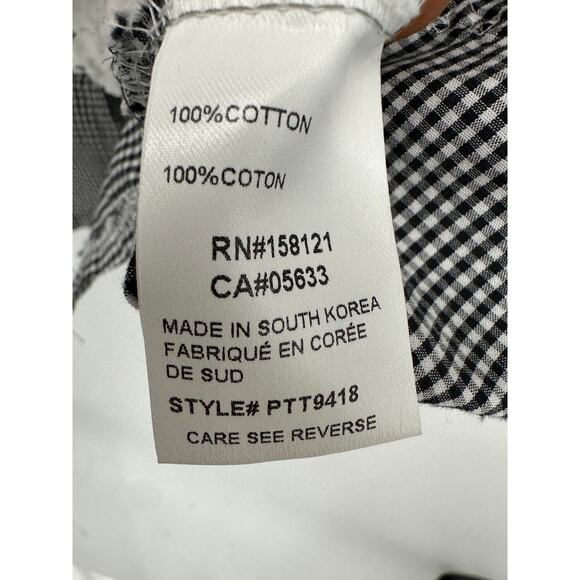 100%COTTON
100%COTON
RN#158121
CA#05633
MADE IN SOUTH KOREA
FABRIQUÉ EN CORÉE
DE SUD
STYLE# PTT9418
CARE SEE REVERSE